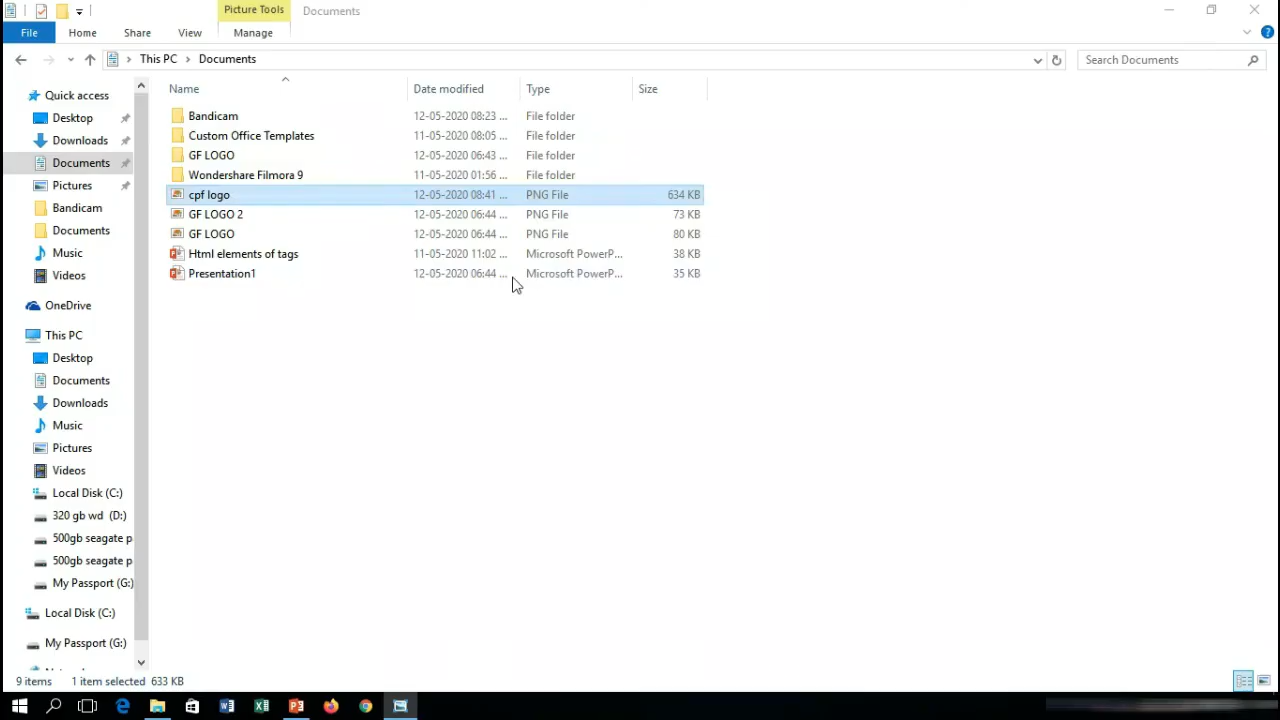 Picture Tools Documents
File Home Share View Manage
This PC Documents Search Documents
Name Date modified Type Size
Quick access
Desktop
Downloads
Documents
Pictures
Bandicam
Documents
Music
Videos
OneDrive
This PC
Desktop
Documents
Downloads
Music
Pictures
Videos
Local Disk (C:)
320 gb wd (D:)
500gb seagate p
500gb seagate p
My Passport (G:)
Local Disk (C:)
My Passport (G:)
Bandicam 12-05-2020 08:23 ... File folder
Custom Office Templates 11-05-2020 08:05 ... File folder
GF LOGO 12-05-2020 06:43 ... File folder
Wondershare Filmora 9 11-05-2020 01:56 ... File folder
cpf logo 12-05-2020 08:41 ... PNG File 634 KB
GF LOGO 2 12-05-2020 06:44 ... PNG File 73 KB
GF LOGO 12-05-2020 06:44 ... PNG File 80 KB
Html elements of tags 11-05-2020 11:02 ... Microsoft PowerP... 38 KB
Presentation1 12-05-2020 06:44 ... Microsoft PowerP... 35 KB
9 items 1 item selected 633 KB